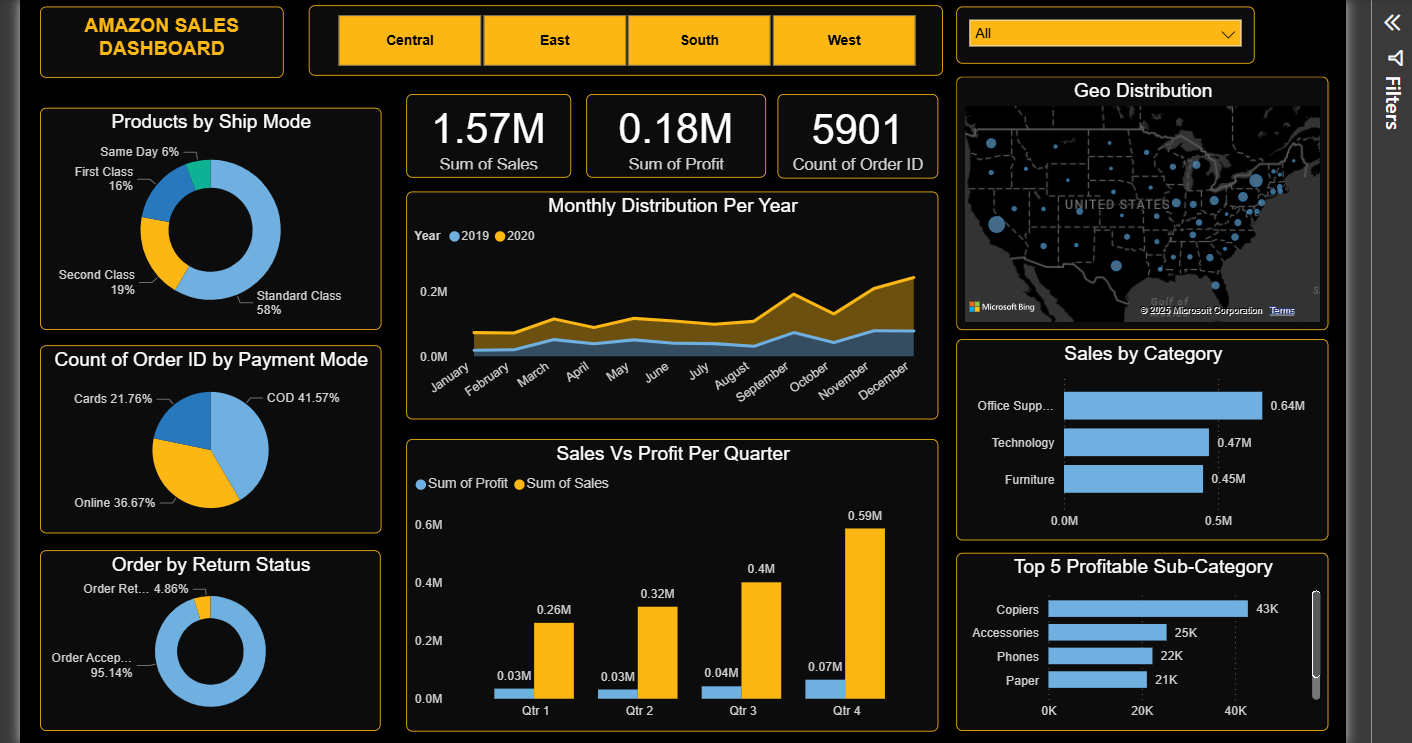 AMAZON SALES
DASHBOARD
Central
East
South
West
All
Filters
Products by Ship Mode
Same Day 6%
First Class
16%
Second Class
19%
Standard Class
58%
1.57M
Sum of Sales
0.18M
Sum of Profit
5901
Count of Order ID
Geo Distribution
UNITED STATES
Gulf of
Microsoft Bing
© 2025 Microsoft Corporation
Terms
Monthly Distribution Per Year
Year
2019
2020
0.2M
0.0M
January
February
March
April
May
June
July
August
September
October
November
December
Count of Order ID by Payment Mode
Cards 21.76%
COD 41.57%
Online 36.67%
Sales by Category
Office Supp...
0.64M
Technology
0.47M
Furniture
0.45M
0.0M
0.5M
Sales Vs Profit Per Quarter
Sum of Profit
Sum of Sales
0.6M
0.4M
0.2M
0.0M
0.03M
0.26M
0.03M
0.32M
0.04M
0.4M
0.07M
0.59M
Qtr 1
Qtr 2
Qtr 3
Qtr 4
Order by Return Status
Order Ret... 4.86%
Order Accep...
95.14%
Top 5 Profitable Sub-Category
Copiers
43K
Accessories
25K
Phones
22K
Paper
21K
0K
20K
40K